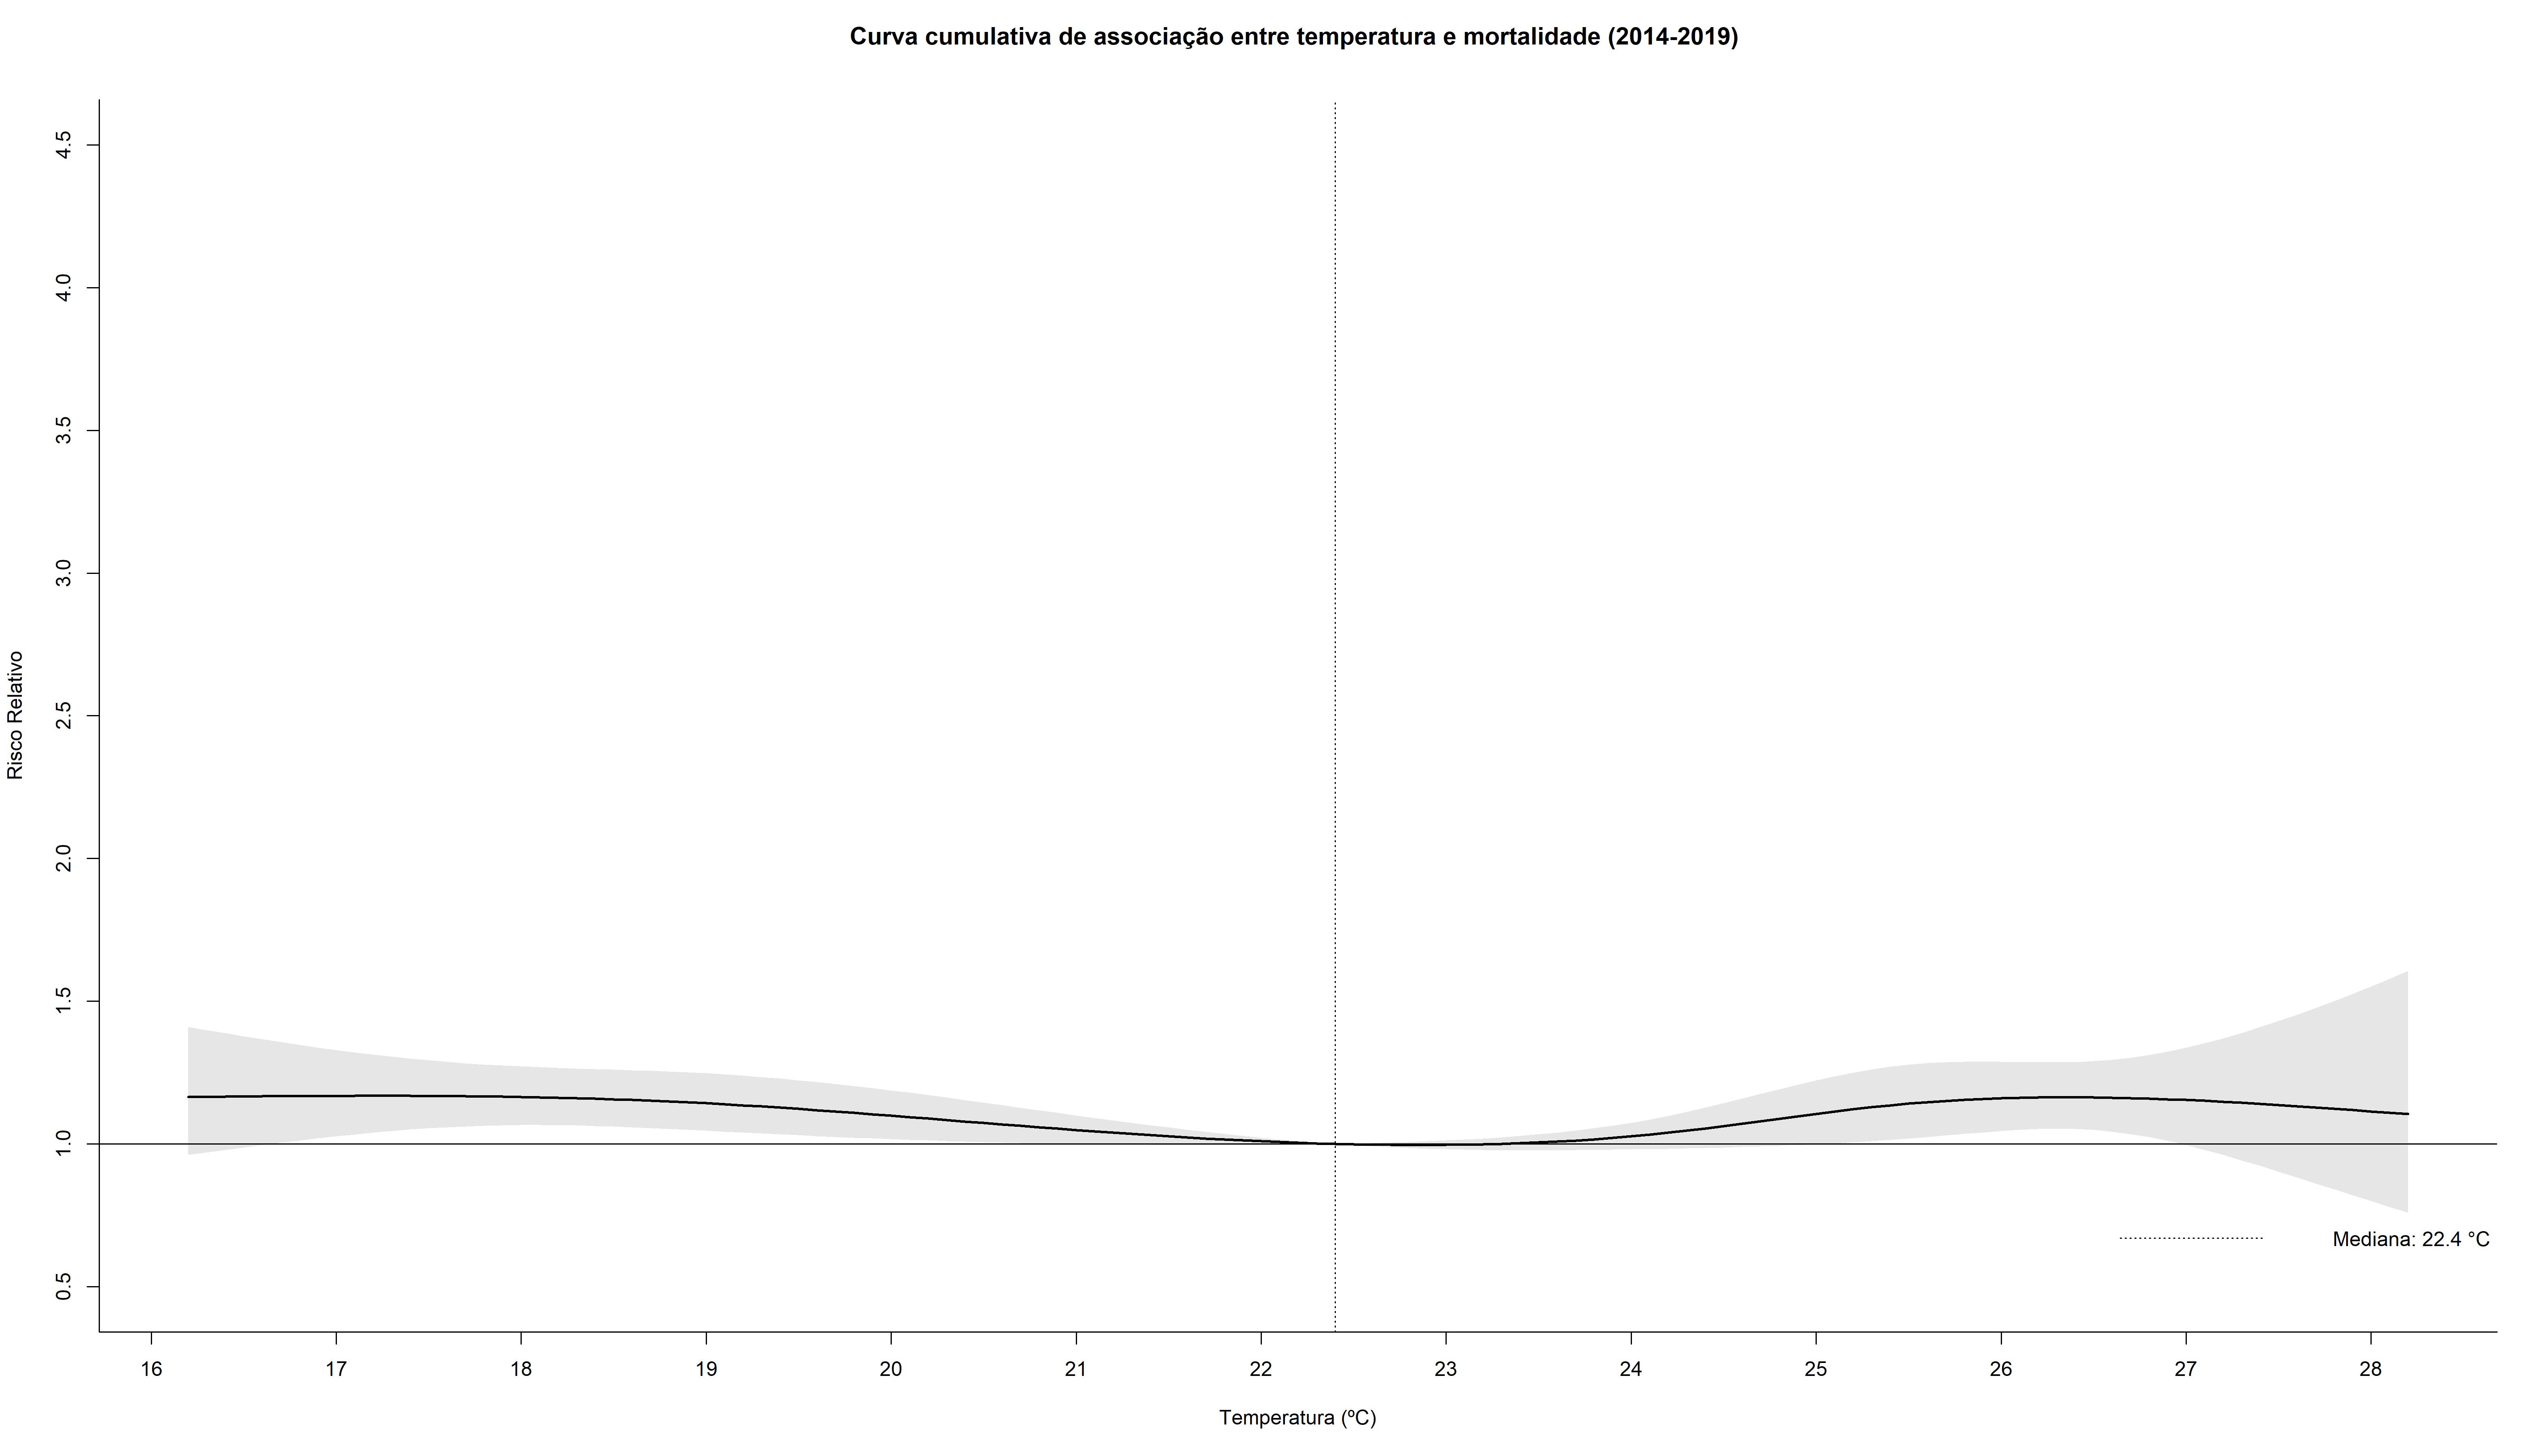 Curva cumulativa de associação entre temperatura e mortalidade (2014-2019)
4.5
4.0
3.5
3.0
2.5
2.0
1.5
1.0
0.5
Risco Relativo
Mediana: 22.4 °C
16 17 18 19 20 21 22 23 24 25 26 27 28
Temperatura (ºC)